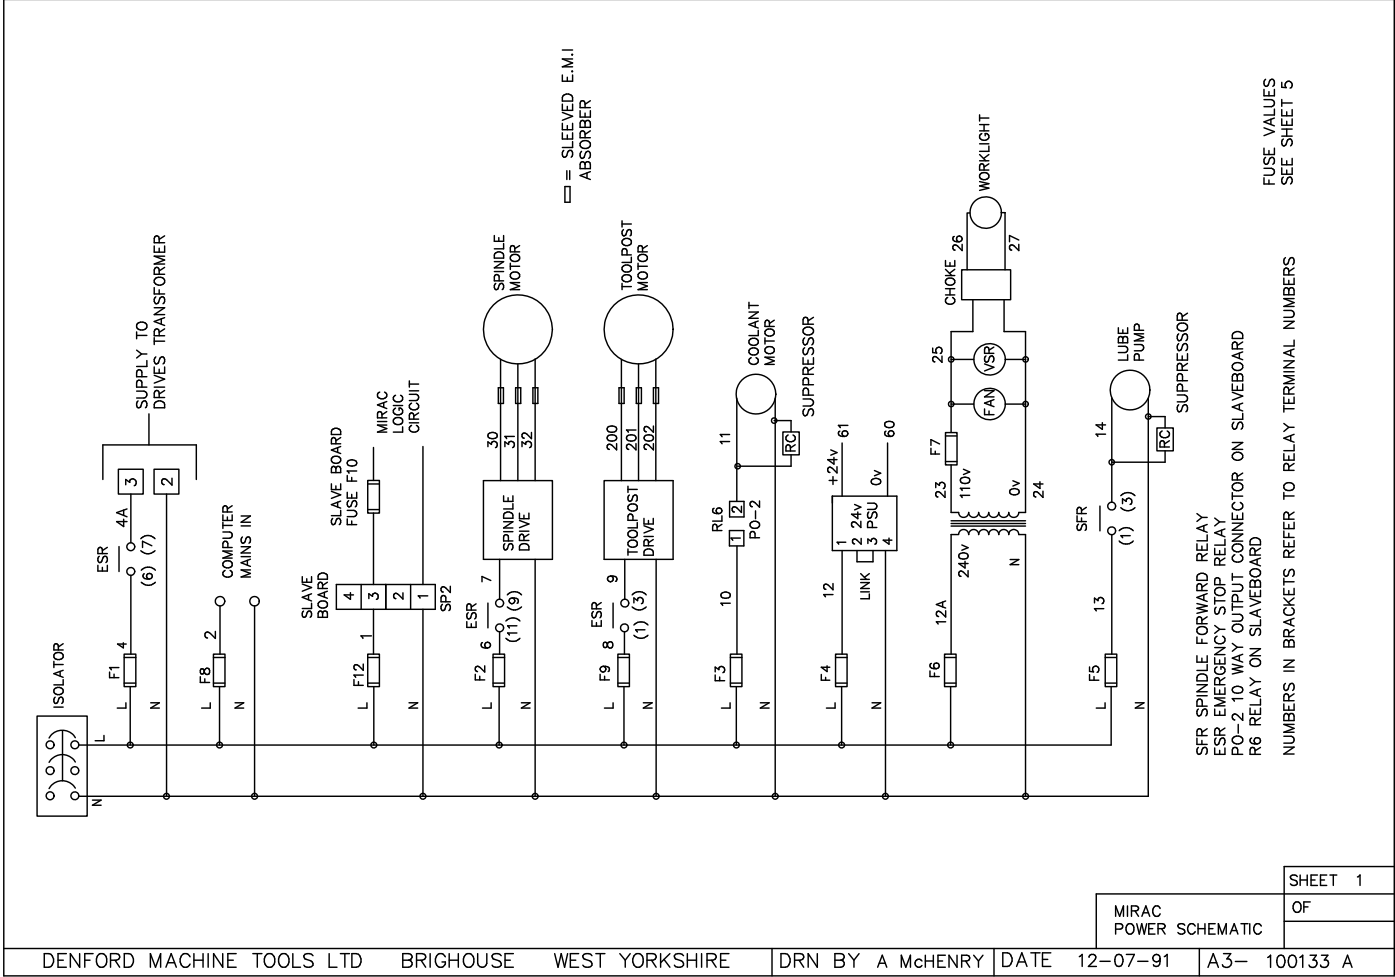 ISOLATOR
L
N
L
N
F1
4
ESR
(6) (7)
4A
3
2
SUPPLY TO
DRIVES TRANSFORMER
L
N
F8
2
COMPUTER
MAINS IN
L
F12
1
SLAVE
BOARD
4
3
2
1
SP2
SLAVE BOARD
FUSE F10
MIRAC
LOGIC
CIRCUIT
L
N
F2
6
ESR
(11) (9)
7
SPINDLE
DRIVE
30
31
32
SPINDLE
MOTOR
L
N
F9
8
ESR
(1) (3)
9
TOOLPOST
DRIVE
200
201
202
TOOLPOST
MOTOR
= SLEEVED E.M.I
ABSORBER
L
N
F3
10
RL6
1
2
PO-2
11
RC
SUPPRESSOR
COOLANT
MOTOR
L
N
F4
12
1
2 24v
3 PSU
4
LINK
+24v
61
0v
60
F6
12A
240v
N
23
110v
0v
24
F7
25
FAN
VSR
CHOKE
26
27
WORKLIGHT
L
N
F5
13
SFR
(1) (3)
14
RC
SUPPRESSOR
LUBE
PUMP
SFR SPINDLE FORWARD RELAY
ESR EMERGENCY STOP RELAY
PO-2 10 WAY OUTPUT CONNECTOR ON SLAVEBOARD
R6 RELAY ON SLAVEBOARD
NUMBERS IN BRACKETS REFER TO RELAY TERMINAL NUMBERS
FUSE VALUES
SEE SHEET 5
SHEET 1
OF
MIRAC
POWER SCHEMATIC
DENFORD MACHINE TOOLS LTD BRIGHOUSE WEST YORKSHIRE DRN BY A McHENRY DATE 12-07-91 A3- 100133 A